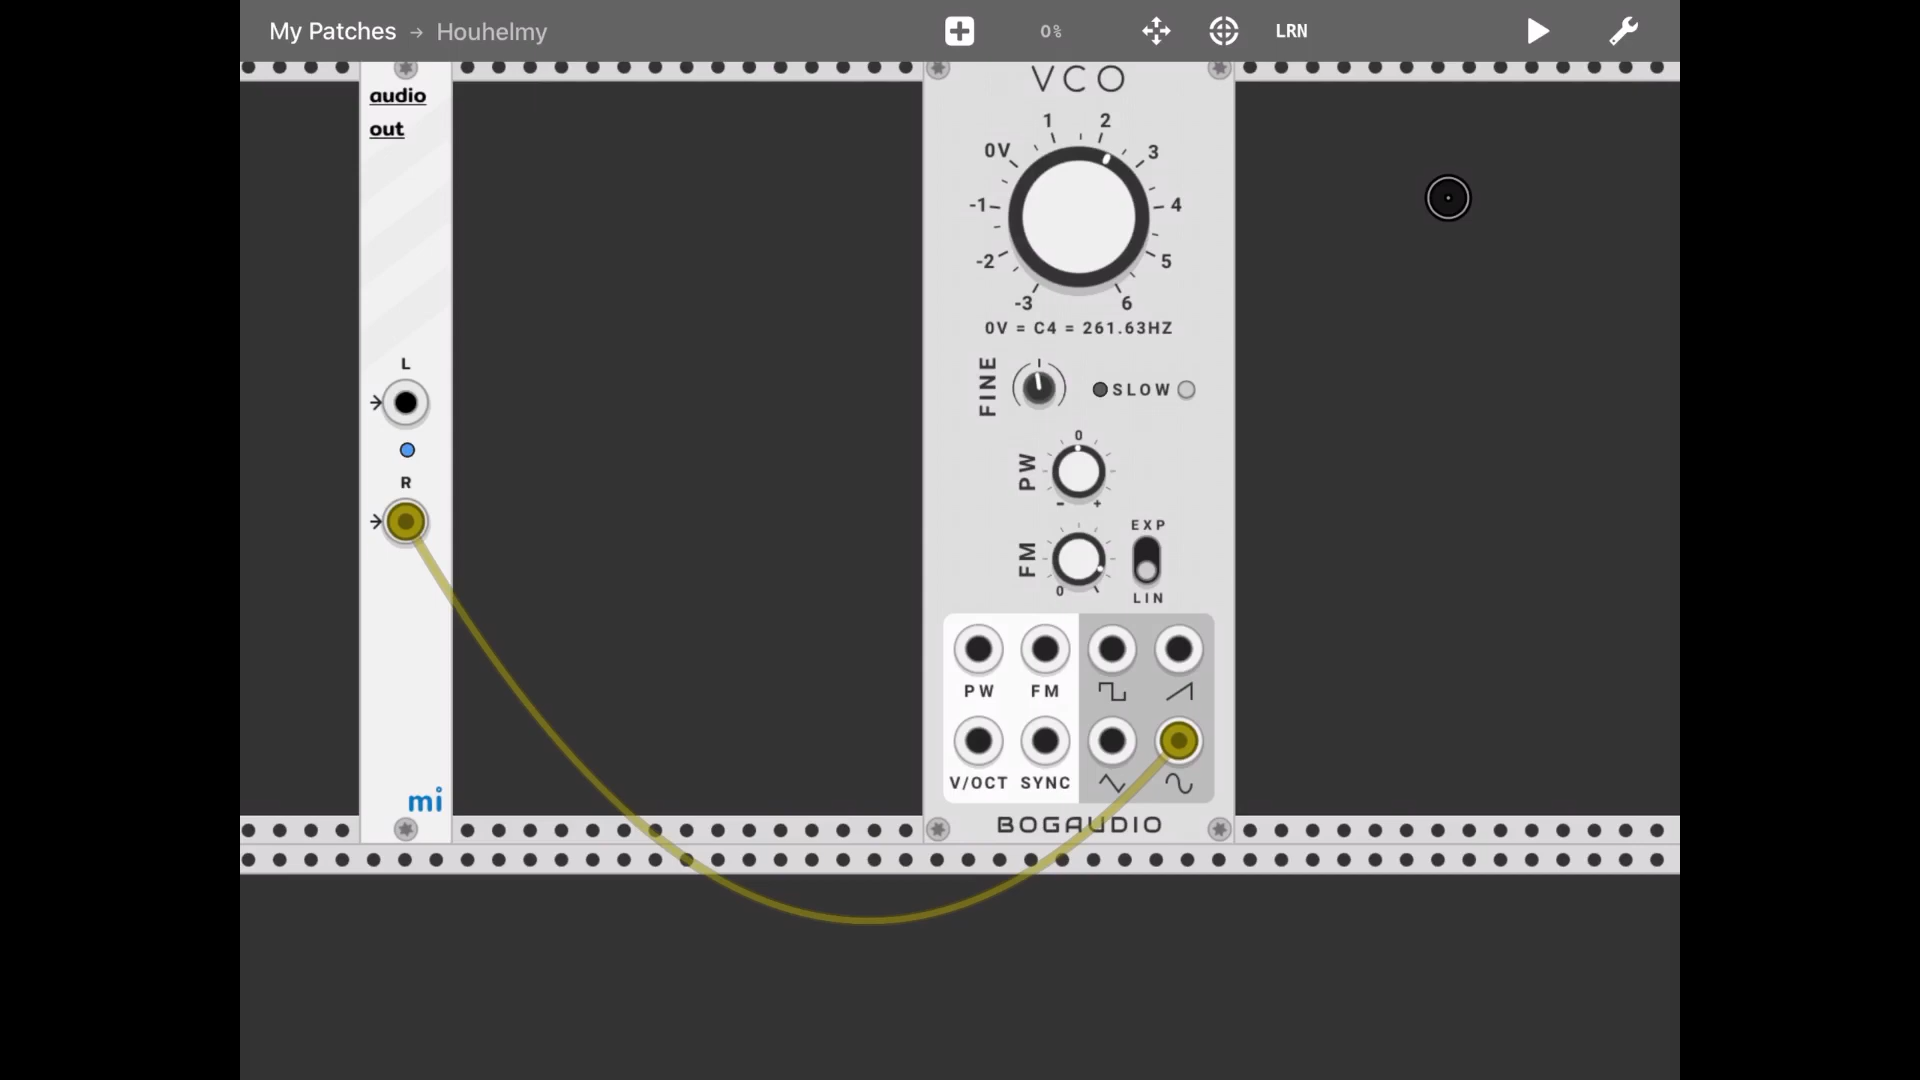 My Patches → Houhelmy
0%
LRN
audio
out
L
R
mi
VCO
1
2
0V
3
-1
4
-2
5
-3
6
0V = C4 = 261.63HZ
FINE
SLOW
PW
0
-
+
FM
0
EXP
LIN
PW FM
V/OCT SYNC
BOGAUDIO